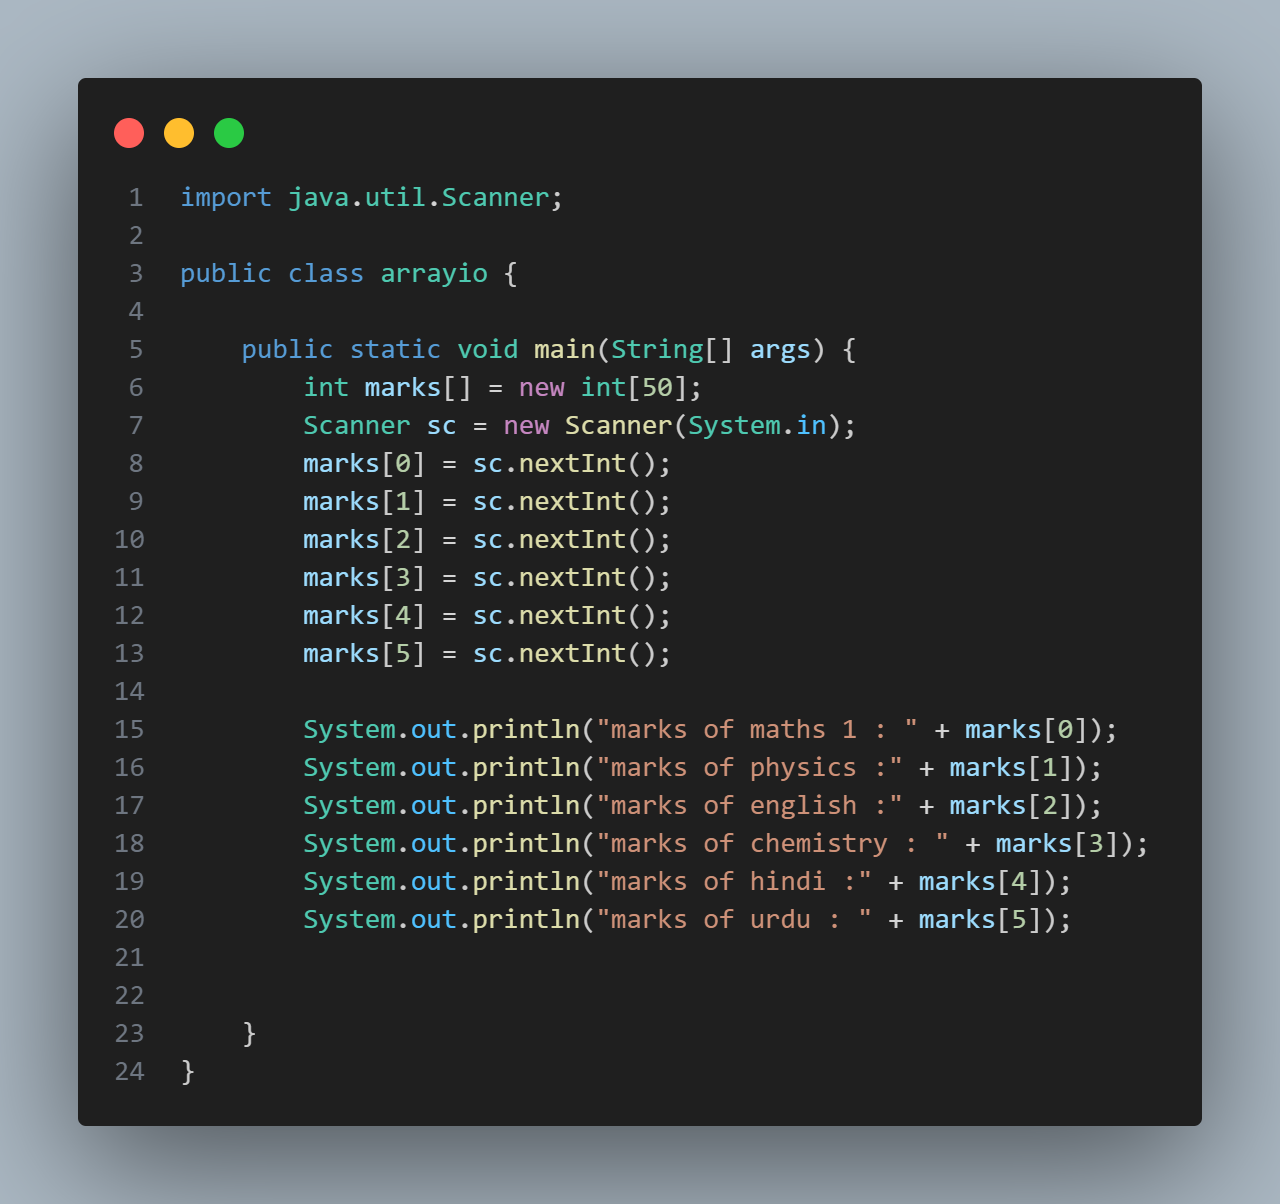 1 import java.util.Scanner;
2
3 public class arrayio {
4
5     public static void main(String[] args) {
6         int marks[] = new int[50];
7         Scanner sc = new Scanner(System.in);
8         marks[0] = sc.nextInt();
9         marks[1] = sc.nextInt();
10         marks[2] = sc.nextInt();
11         marks[3] = sc.nextInt();
12         marks[4] = sc.nextInt();
13         marks[5] = sc.nextInt();
14
15         System.out.println("marks of maths 1 : " + marks[0]);
16         System.out.println("marks of physics :" + marks[1]);
17         System.out.println("marks of english :" + marks[2]);
18         System.out.println("marks of chemistry : " + marks[3]);
19         System.out.println("marks of hindi :" + marks[4]);
20         System.out.println("marks of urdu : " + marks[5]);
21
22
23     }
24 }